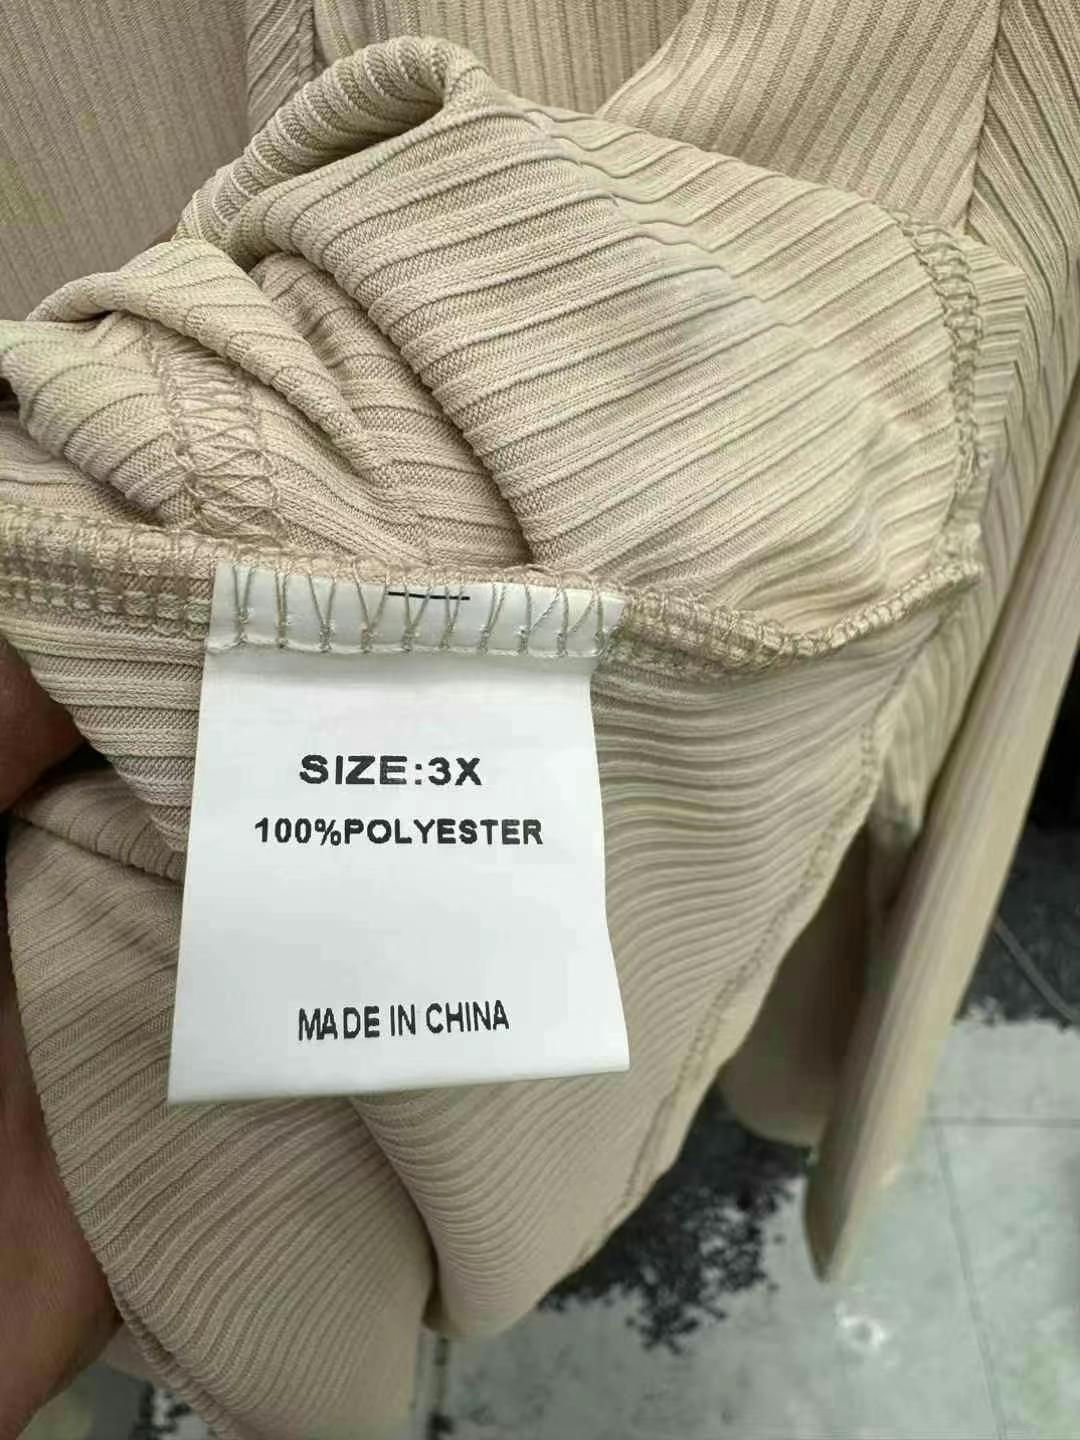 SIZE:3X
100%POLYESTER
MADE IN CHINA